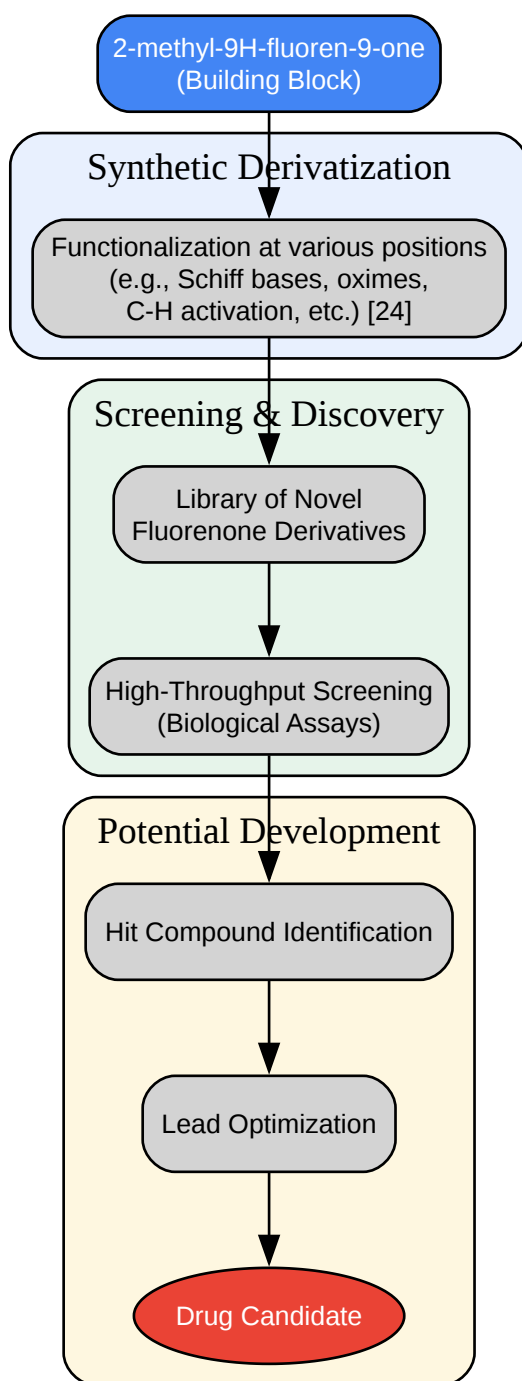 2-methyl-9H-fluoren-9-one
(Building Block)
Synthetic Derivatization
Functionalization at various positions
(e.g., Schiff bases, oximes,
C-H activation, etc.) [24]
Screening & Discovery
Library of Novel
Fluorenone Derivatives
High-Throughput Screening
(Biological Assays)
Potential Development
Hit Compound Identification
Lead Optimization
Drug Candidate